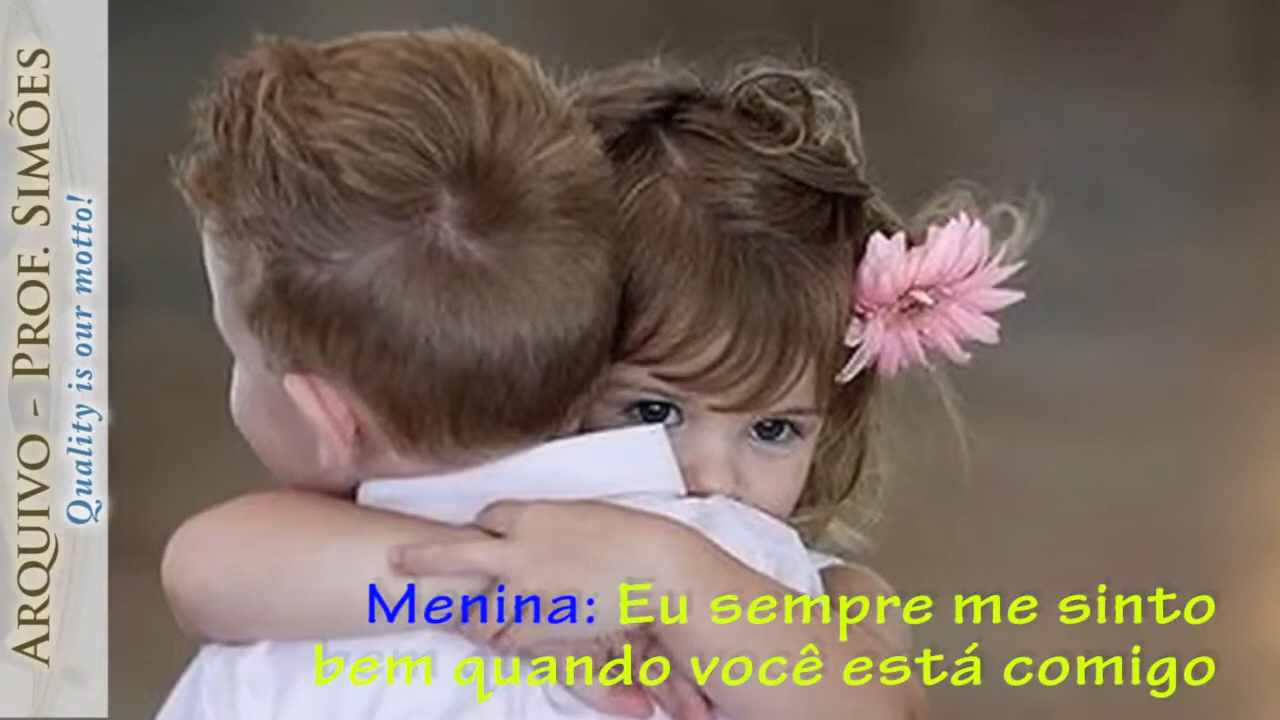 ARQUIVO - PROF. SIMÕES
Quality is our motto!
Menina: Eu sempre me sinto
bem quando você está comigo